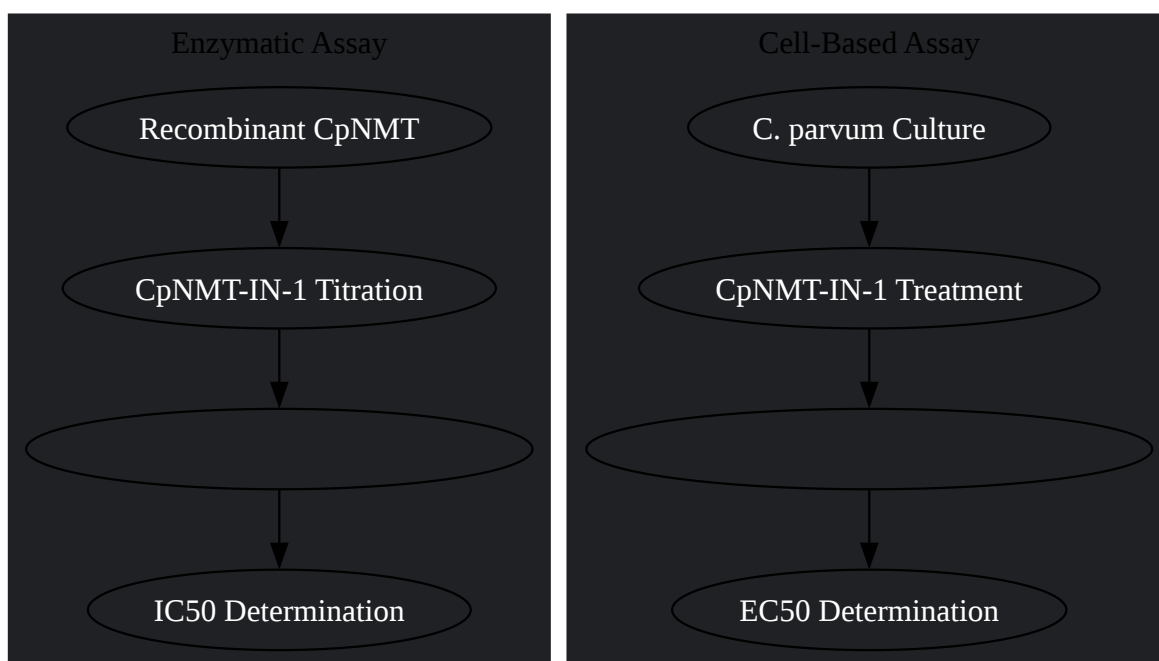 Enzymatic Assay
Recombinant CpNMT
CpNMT-IN-1 Titration
IC50 Determination
Cell-Based Assay
C. parvum Culture
CpNMT-IN-1 Treatment
EC50 Determination